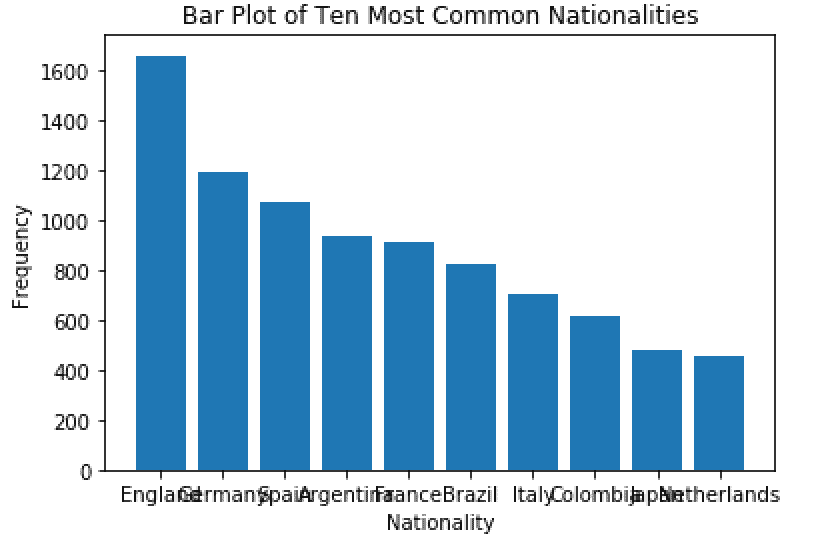 Bar Plot of Ten Most Common Nationalities
1600
1400
1200
1000
800
600
400
200
0
Frequency
England Germany Spain Argentina France Brazil Italy Colombia Japan Netherlands
Nationality